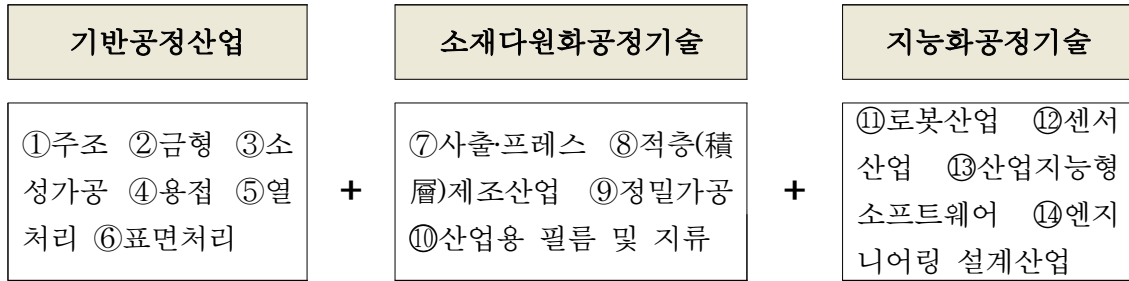 기반공정산업
소재다원화공정기술
지능화공정기술
①주조 ②금형 ③소
성가공 ④용접 ⑤열
처리 ⑥표면처리
+
⑦사출·프레스 ⑧적층(積
層)제조산업 ⑨정밀가공
⑩산업용 필름 및 지류
+
⑪로봇산업 ⑫센서
산업 ⑬산업지능형
소프트웨어 ⑭엔지
니어링 설계산업